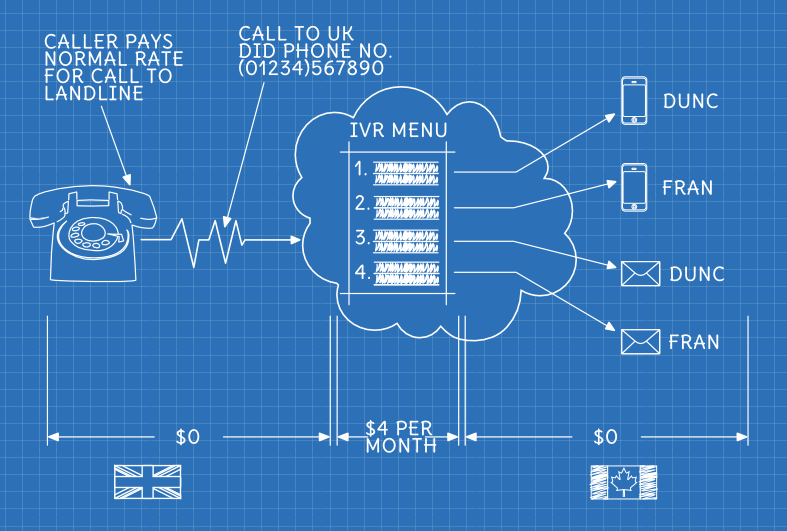 CALLER PAYS
NORMAL RATE
FOR CALL TO
LANDLINE
CALL TO UK
DID PHONE NO.
(01234)567890
IVR MENU
1.
2.
3.
4.
DUNC
FRAN
DUNC
FRAN
$0
$4 PER
MONTH
$0